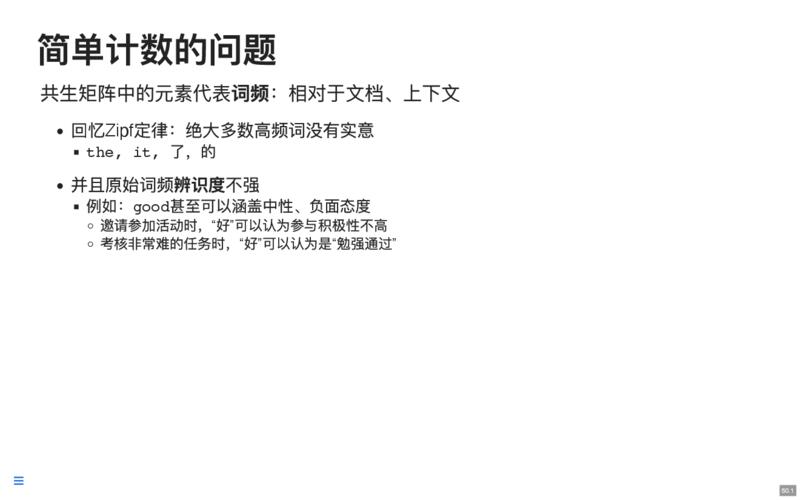 简单计数的问题
共生矩阵中的元素代表词频：相对于文档、上下文
回忆Zipf定律：绝大多数高频词没有实意
the, it, 了，的
并且原始词频辨识度不强
例如：good甚至可以涵盖中性、负面态度
邀请参加活动时，“好”可以认为参与积极性不高
考核非常难的任务时，“好”可以认为是“勉强通过”
50.1